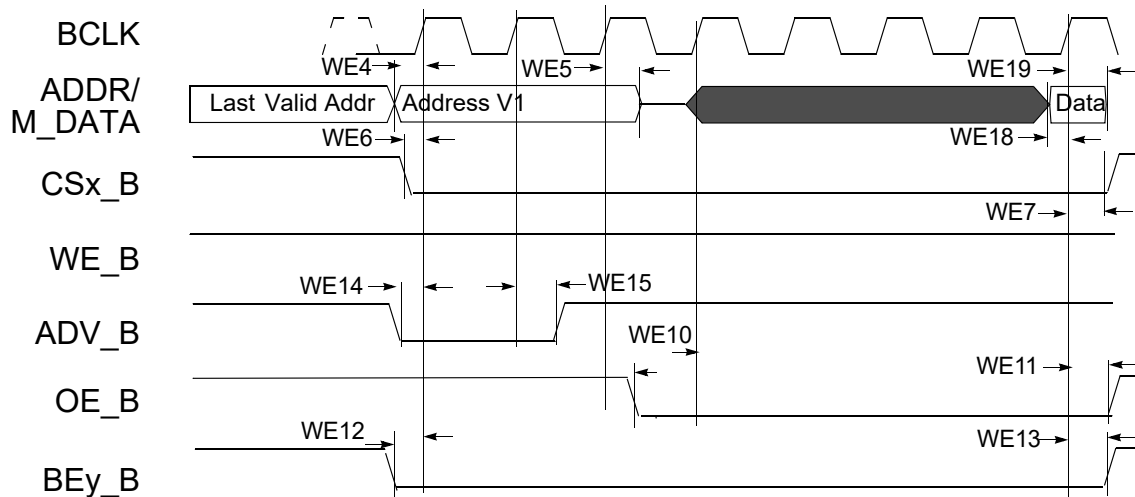 BCLK
WE4
WE5
WE19
ADDR/
M_DATA
Last Valid Addr
Address V1
Data
WE6
WE18
CSx_B
WE7
WE_B
WE14
WE15
ADV_B
WE10
WE11
OE_B
WE12
WE13
BEy_B